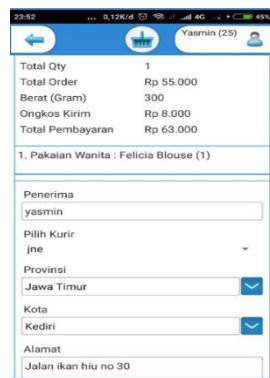 23:52 ... 0,12K/d 4G 45%
Yasmin (25)
Total Qty 1
Total Order Rp 55.000
Berat (Gram) 300
Ongkos Kirim Rp 8.000
Total Pembayaran Rp 63.000
1. Pakaian Wanita : Felicia Blouse (1)
Penerima
yasmin
Pilih Kurir
jne
Provinsi
Jawa Timur
Kota
Kediri
Alamat
Jalan ikan hiu no 30